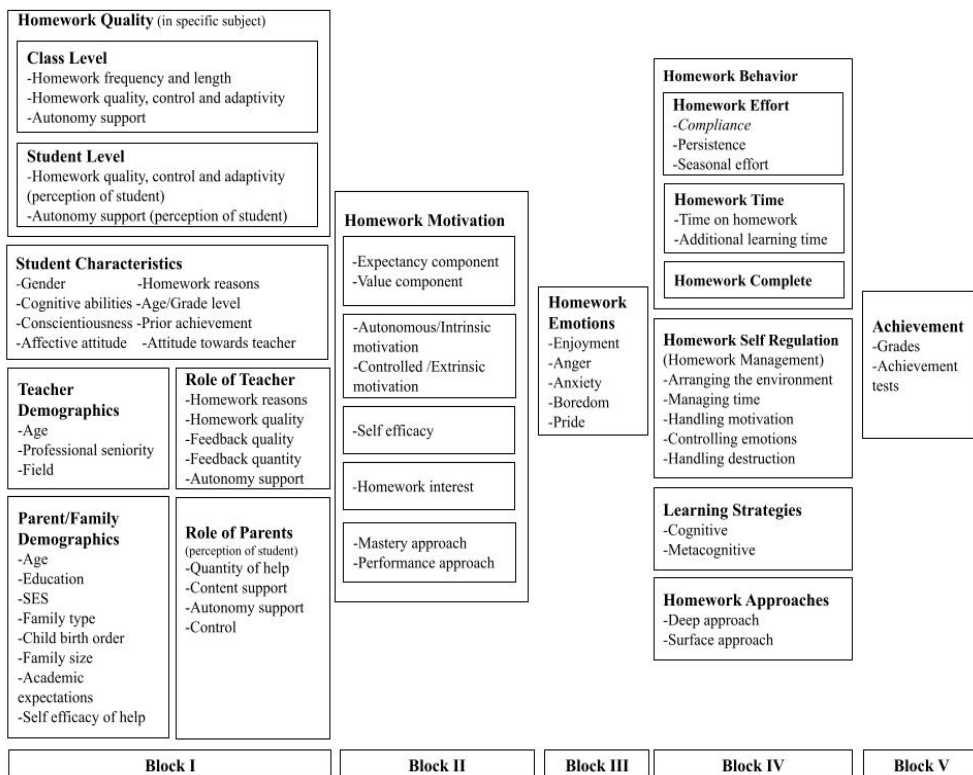 Homework Quality (in specific subject)
Class Level
-Homework frequency and length
-Homework quality, control and adaptivity
-Autonomy support
Student Level
-Homework quality, control and adaptivity
(perception of student)
-Autonomy support (perception of student)
Student Characteristics
-Gender -Homework reasons
-Cognitive abilities -Age/Grade level
-Conscientiousness -Prior achievement
-Affective attitude -Attitude towards teacher
Teacher
Demographics
-Age
-Professional seniority
-Field
Role of Teacher
-Homework reasons
-Homework quality
-Feedback quality
-Feedback quantity
-Autonomy support
Parent/Family
Demographics
-Age
-Education
-SES
-Family type
-Child birth order
-Family size
-Academic
expectations
-Self efficacy of help
Role of Parents
(perception of student)
-Quantity of help
-Content support
-Autonomy support
-Control
Homework Motivation
-Expectancy component
-Value component
-Autonomous/Intrinsic
motivation
-Controlled /Extrinsic
motivation
-Self efficacy
-Homework interest
-Mastery approach
-Performance approach
Homework
Emotions
-Enjoyment
-Anger
-Anxiety
-Boredom
-Pride
Homework Behavior
Homework Effort
-Compliance
-Persistence
-Seasonal effort
Homework Time
-Time on homework
-Additional learning time
Homework Complete
Homework Self Regulation
(Homework Management)
-Arranging the environment
-Managing time
-Handling motivation
-Controlling emotions
-Handling destruction
Learning Strategies
-Cognitive
-Metacognitive
Homework Approaches
-Deep approach
-Surface approach
Achievement
-Grades
-Achievement
tests
Block I
Block II
Block III
Block IV
Block V